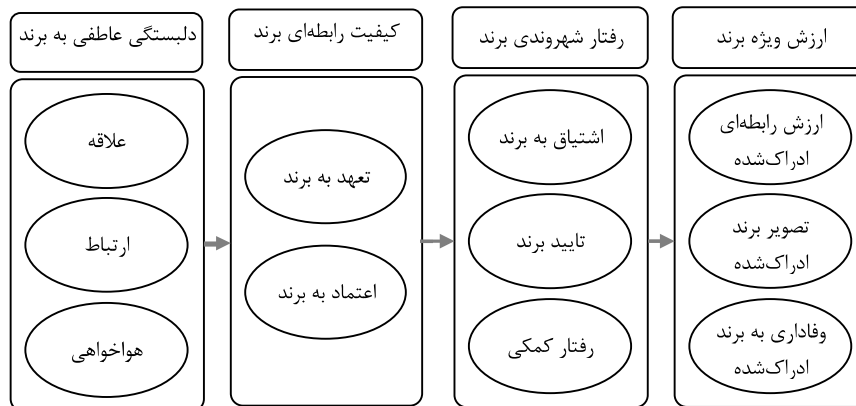 دلبستگی عاطفی به برند
علاقه
ارتباط
هواخواهی
کیفیت رابطه‌ای برند
تعهد به برند
اعتماد به برند
رفتار شهروندی برند
اشتیاق به برند
تایید برند
رفتار کمکی
ارزش ویژه برند
ارزش رابطه‌ای
ادراک‌شده
تصویر برند
ادراک‌شده
وفاداری به برند
ادراک‌شده